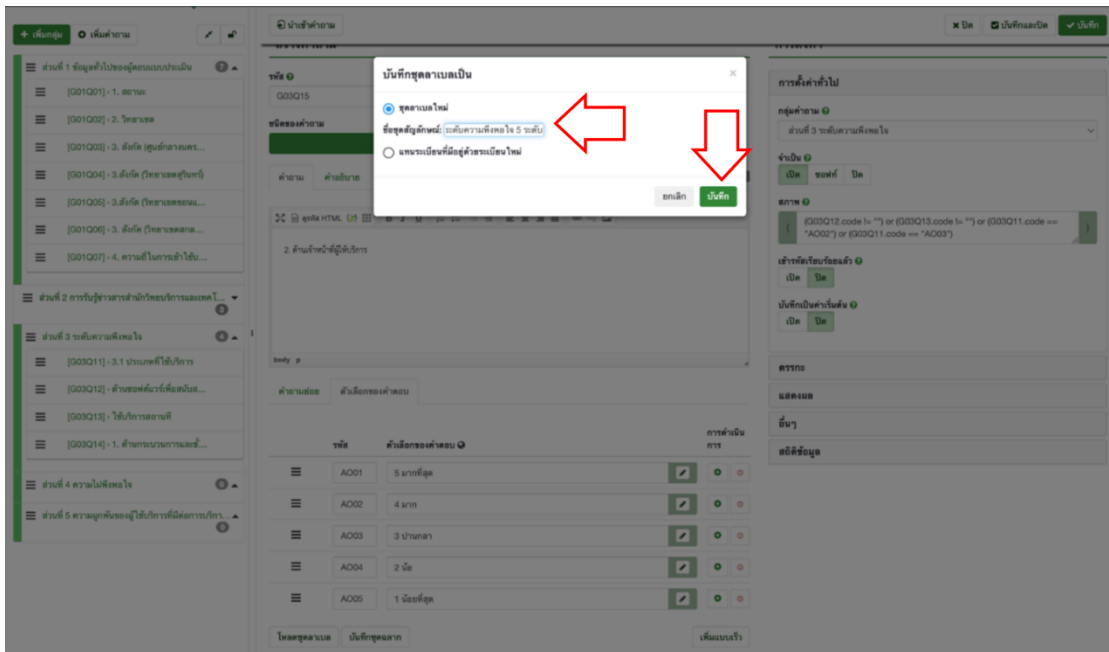 นำเข้าคำถาม
ปิด
บันทึกและปิด
บันทึก
เพิ่มกลุ่ม
เพิ่มคำถาม
ส่วนที่ 1 ข้อมูลทั่วไปของผู้ตอบแบบประเมิน
[G01Q01] - 1. สถานะ
[G01Q02] - 2. วิทยาเขต
[G01Q03] - 3. สังกัด (ศูนย์กลางนคร...
[G01Q04] - 3.สังกัด (วิทยาเขตสุรินทร์)
[G01Q05] - 3.สังกัด (วิทยาเขตขอนแ...
[G01Q06] - 3. สังกัด (วิทยาเขตสกล...
[G01Q07] - 4. ความถี่ในการเข้าใช้บ...
ส่วนที่ 2 การรับรู้ข่าวสารสำนักวิทยบริการและเทคโ...
3
ส่วนที่ 3 ระดับความพึงพอใจ
4
[G03Q11] - 3.1 ประเภทที่ใช้บริการ
[G03Q12] - ด้านซอฟต์แวร์เพื่อสนับส...
[G03Q13] - ใช้บริการสถานที่
[G03Q14] - 1. ด้านกระบวนการและขั้...
ส่วนที่ 4 ความไม่พึงพอใจ
0
ส่วนที่ 5 ความผูกพันของผู้ใช้บริการที่มีต่อการบริกา...
0
รหัส
G03Q15
ชนิดของคำถาม
คำถาม
คำอธิบาย
บันทึกชุดลาเบลเป็น
ชุดลาเบลใหม่
ชื่อชุดสัญลักษณ์: ระดับความพึงพอใจ 5 ระดับ
แทนระเบียนที่มีอยู่ด้วยระเบียนใหม่
ยกเลิก
บันทึก
ดูรหัส HTML
2. ด้านเจ้าหน้าที่ผู้ให้บริการ
body p
คำถามย่อย
ตัวเลือกของคำตอบ
รหัส
ตัวเลือกของคำตอบ
การดำเนิน
การ
AO01
5 มากที่สุด
AO02
4 มาก
AO03
3 ปานกลา
AO04
2 น้อ
AO05
1 น้อยที่สุด
โหลดชุดลาเบล
บันทึกชุดฉลาก
เพิ่มแบบเร็ว
การตั้งค่าทั่วไป
กลุ่มคำถาม
ส่วนที่ 3 ระดับความพึงพอใจ
จำเป็น
เปิด
ซอฟท์
ปิด
สภาพ
{
(G03Q12.code != "") or (G03Q13.code != "") or (G03Q11.code ==
"AO02") or (G03Q11.code == "AO03")
}
เข้ารหัสเรียบร้อยแล้ว
เปิด
ปิด
บันทึกเป็นค่าเริ่มต้น
เปิด
ปิด
ตรรกะ
แสดงผล
อื่นๆ
สถิติข้อมูล